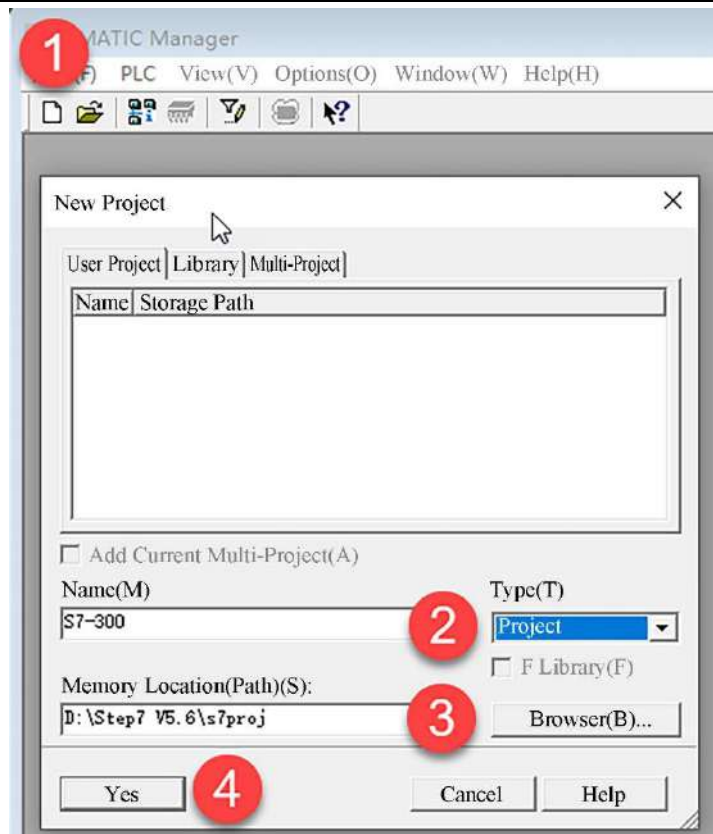 1
MATIC Manager
F) PLC View(V) Options(O) Window(W) Help(H)
New Project
User Project Library Multi-Project
Name Storage Path
Add Current Multi-Project(A)
Name(M) Type(T)
S7-300 2 Project
F Library(F)
Memory Location(Path)(S):
D:\Step7 V5.6\s7proj 3 Browser(B)...
Yes 4 Cancel Help